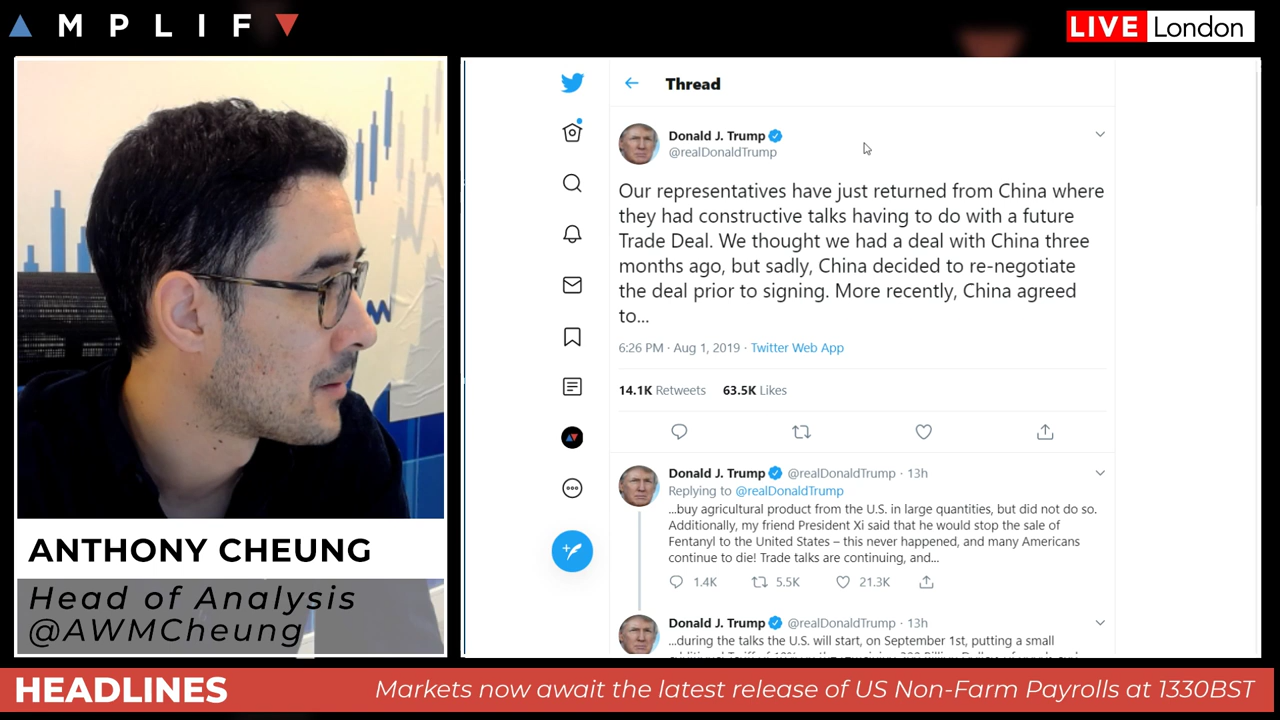 MPLIF
LIVE London
Thread
Donald J. Trump
@realDonaldTrump
Our representatives have just returned from China where
they had constructive talks having to do with a future
Trade Deal. We thought we had a deal with China three
months ago, but sadly, China decided to re-negotiate
the deal prior to signing. More recently, China agreed
to...
6:26 PM · Aug 1, 2019 · Twitter Web App
14.1K Retweets 63.5K Likes
Donald J. Trump @realDonaldTrump · 13h
Replying to @realDonaldTrump
...buy agricultural product from the U.S. in large quantities, but did not do so.
Additionally, my friend President Xi said that he would stop the sale of
Fentanyl to the United States – this never happened, and many Americans
continue to die! Trade talks are continuing, and...
1.4K 5.5K 21.3K
Donald J. Trump @realDonaldTrump · 13h
...during the talks the U.S. will start, on September 1st, putting a small
ANTHONY CHEUNG
Head of Analysis
@AWMCheung
HEADLINES Markets now await the latest release of US Non-Farm Payrolls at 1330BST